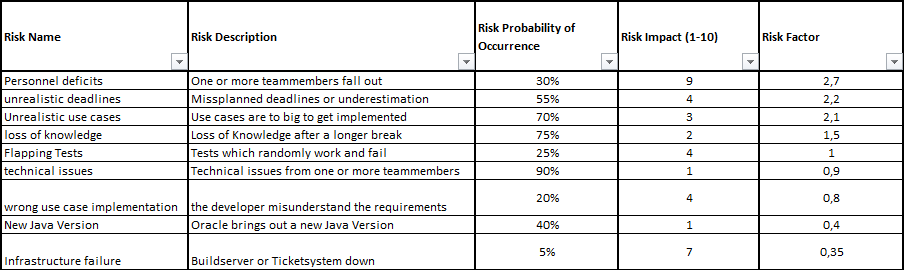 Risk Name Risk Description Risk Probability of Occurrence Risk Impact (1-10) Risk Factor
Personnel deficits One or more teammembers fall out 30% 9 2,7
unrealistic deadlines Missplanned deadlines or underestimation 55% 4 2,2
Unrealistic use cases Use cases are to big to get implemented 70% 3 2,1
loss of knowledge Loss of Knowledge after a longer break 75% 2 1,5
Flapping Tests Tests which randomly work and fail 25% 4 1
technical issues Technical issues from one or more teammembers 90% 1 0,9
wrong use case implementation the developer misunderstand the requirements 20% 4 0,8
New Java Version Oracle brings out a new Java Version 40% 1 0,4
Infrastructure failure Buildserver or Ticketsystem down 5% 7 0,35